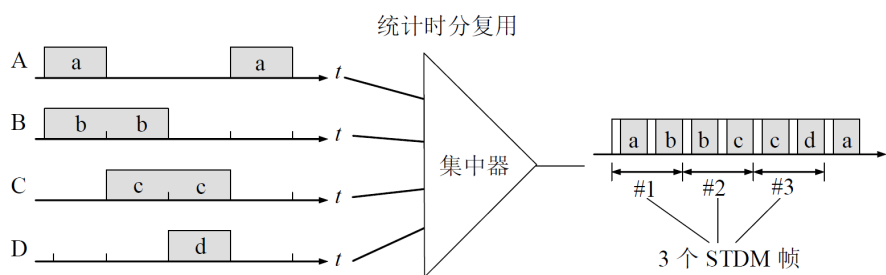 统计时分复用
A a a t
B b b t
C c c t
D d t
集中器
a b b c c d a
#1 #2 #3
3 个 STDM 帧